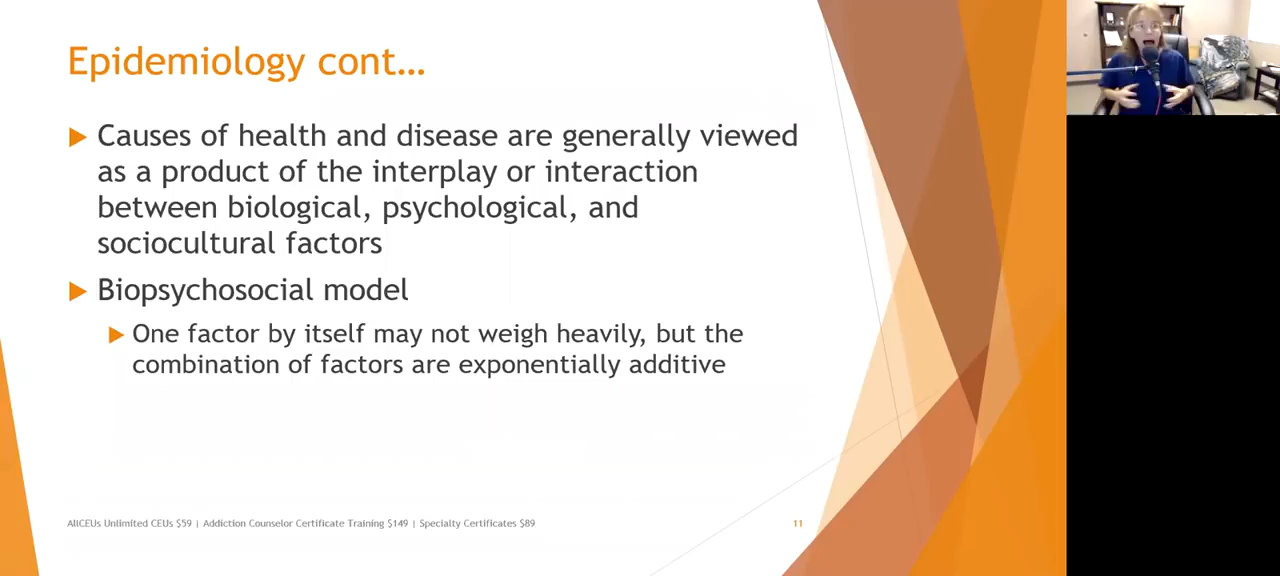 Epidemiology cont…
Causes of health and disease are generally viewed
as a product of the interplay or interaction
between biological, psychological, and
sociocultural factors
Biopsychosocial model
One factor by itself may not weigh heavily, but the
combination of factors are exponentially additive
AllCEUs Unlimited CEUs $59 | Addiction Counselor Certificate Training $149 | Specialty Certificates $89
11